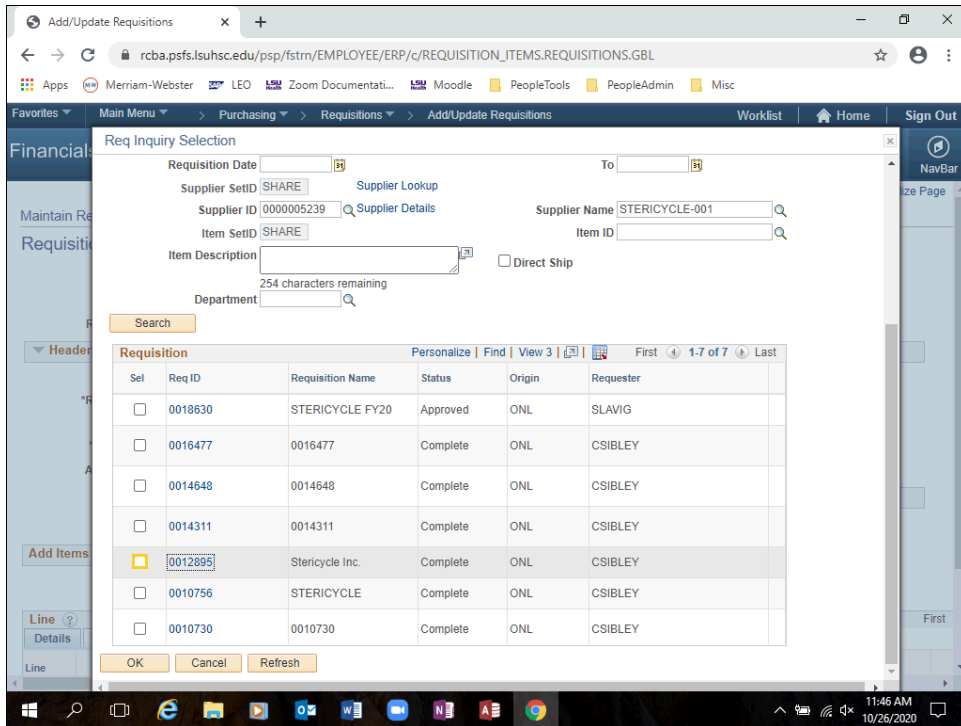 Add/Update Requisitions
rcba.psfs.lsuhsc.edu/psp/fstrn/EMPLOYEE/ERP/c/REQUISITION_ITEMS.REQUISITIONS.GBL
Apps Merriam-Webster LEO Zoom Documentati... Moodle PeopleTools PeopleAdmin Misc
Favorites Main Menu > Purchasing > Requisitions > Add/Update Requisitions Worklist Home Sign Out
Financials
NavBar
Req Inquiry Selection
ize Page
Maintain Re
Requisitio
Requisition Date To
Supplier SetID SHARE Supplier Lookup
Supplier ID 0000005239 Supplier Details Supplier Name STERICYCLE-001
Item SetID SHARE Item ID
Item Description Direct Ship
254 characters remaining
Department
Search
Header
Requisition Personalize | Find | View 3 | First 1-7 of 7 Last
Sel Req ID Requisition Name Status Origin Requester
0018630 STERICYCLE FY20 Approved ONL SLAVIG
0016477 0016477 Complete ONL CSIBLEY
0014648 0014648 Complete ONL CSIBLEY
0014311 0014311 Complete ONL CSIBLEY
Add Items
0012895 Stericycle Inc. Complete ONL CSIBLEY
0010756 STERICYCLE Complete ONL CSIBLEY
Line First
0010730 0010730 Complete ONL CSIBLEY
Details
OK Cancel Refresh
Line
11:46 AM
10/26/2020